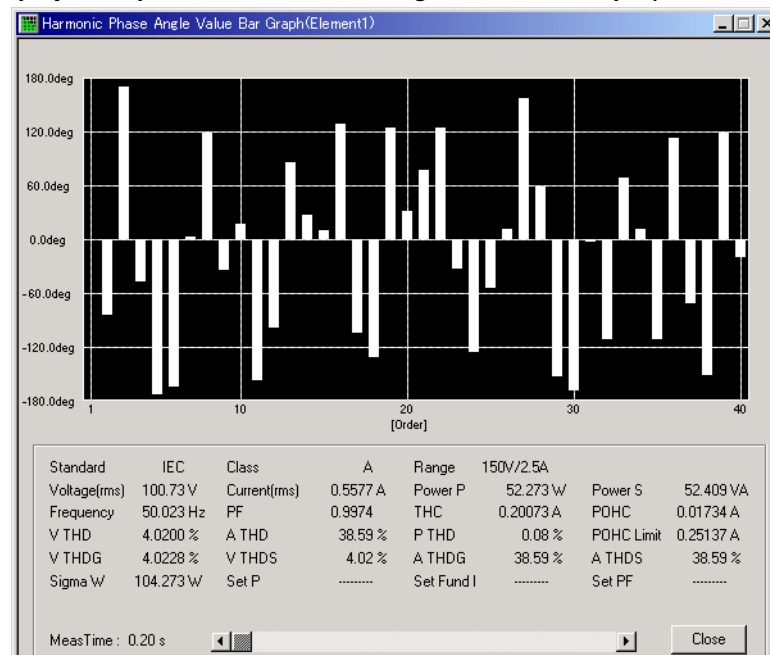 Harmonic Phase Angle Value Bar Graph(Element1)
180.0deg
120.0deg
60.0deg
0.0deg
-60.0deg
-120.0deg
-180.0deg
1 10 20 30 40
[Order]
Standard IEC Class A Range 150V/2.5A
Voltage(rms) 100.73 V Current(rms) 0.5577 A Power P 52.273 W Power S 52.409 VA
Frequency 50.023 Hz PF 0.9974 THC 0.20073 A POHC 0.01734 A
V THD 4.0200 % A THD 38.59 % P THD 0.08 % POHC Limit 0.25137 A
V THDG 4.0228 % V THDS 4.02 % A THDG 38.59 % A THDS 38.59 %
Sigma W 104.273 W Set P --------- Set Fund I --------- Set PF ---------
MeasTime : 0.20 s Close